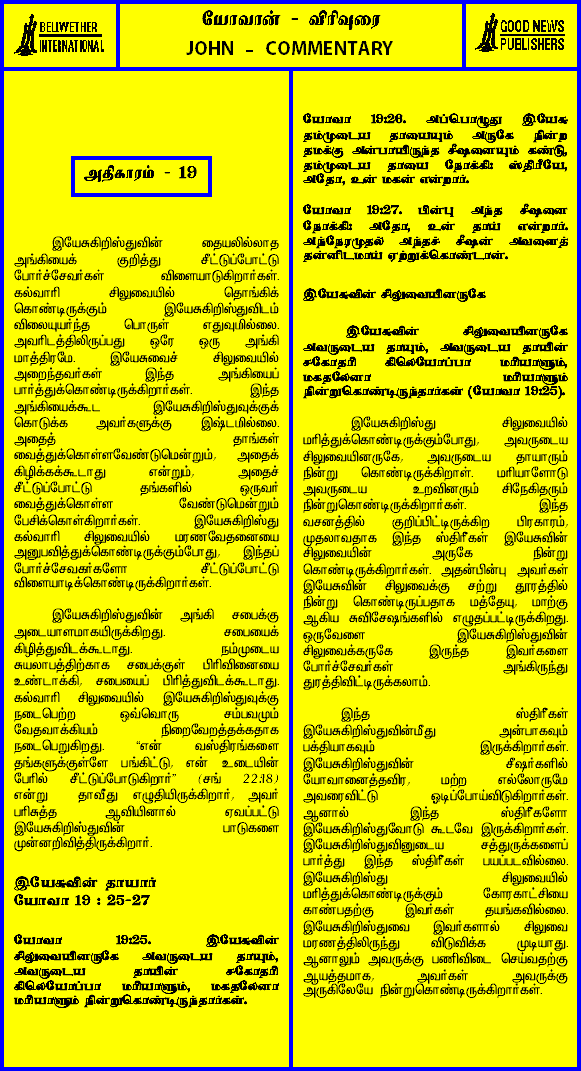 BELLWETHER
INTERNATIONAL
யோவான் - விரிவுரை
JOHN - COMMENTARY
GOOD NEWS
PUBLISHERS
அதிகாரம் - 19
இயேசுகிறிஸ்துவின் தையலில்லாத
அங்கியைக் குறித்து சீட்டுப்போட்டு
போர்ச்சேவர்கள் விளையாடுகிறார்கள்.
கல்வாரி சிலுவையில் தொங்கிக்
கொண்டிருக்கும் இயேசுகிறிஸ்துவிடம்
விலையுயர்ந்த பொருள் எதுவுமில்லை.
அவரிடத்திலிருப்பது ஒரே ஒரு அங்கி
மாத்திரமே. இயேசுவைச் சிலுவையில்
அறைந்தவர்கள் இந்த அங்கியைப்
பார்த்துக்கொண்டிருக்கிறார்கள். இந்த
அங்கியைக்கூட இயேசுகிறிஸ்துவுக்குக்
கொடுக்க அவர்களுக்கு இஷ்டமில்லை.
அதைத் தாங்கள்
வைத்துக்கொள்ளவேண்டுமென்றும், அதைக்
கிழிக்கக்கூடாது என்றும், அதைச்
சீட்டுப்போட்டு தங்களில் ஒருவர்
வைத்துக்கொள்ள வேண்டுமென்றும்
பேசிக்கொள்கிறார்கள். இயேசுகிறிஸ்து
கல்வாரி சிலுவையில் மரணவேதனையை
அனுபவித்துக்கொண்டிருக்கும்போது, இந்தப்
போர்ச்சேவகர்களோ சீட்டுப்போட்டு
விளையாடிக்கொண்டிருக்கிறார்கள்.
இயேசுகிறிஸ்துவின் அங்கி சபைக்கு
அடையாளமாகயிருக்கிறது. சபையைக்
கிழித்துவிடக்கூடாது. நம்முடைய
சுயலாபத்திற்காக சபைக்குள் பிரிவினையை
உண்டாக்கி, சபையைப் பிரித்துவிடக்கூடாது.
கல்வாரி சிலுவையில் இயேசுகிறிஸ்துவுக்கு
நடைபெற்ற ஒவ்வொரு சம்பவமும்
வேதவாக்கியம் நிறைவேறத்தக்கதாக
நடைபெறுகிறது. "என் வஸ்திரங்களை
தங்களுக்குள்ளே பங்கிட்டு, என் உடையின்
பேரில் சீட்டுப்போடுகிறார்" (சங் 22:18)
என்று தாவீது எழுதியிருக்கிறார், அவர்
பரிசுத்த ஆவியினால் ஏவப்பட்டு
இயேசுகிறிஸ்துவின் பாடுகளை
முன்னறிவித்திருக்கிறார்.
இயேசுவின் தாயார்
யோவா 19 : 25-27
யோவா 19:25. இயேசுவின்
சிலுவையினருகே அவருடைய தாயும்,
அவருடைய தாயின் சகோதரி
கிலெயோப்பா மரியாளும், மகதலேனா
மரியாளும் நின்றுகொண்டிருந்தார்கள்.
யோவா 19:26. அப்பொழுது இயேசு
தம்முடைய தாயையும் அருகே நின்ற
தமக்கு அன்பாயிருந்த சீஷனையும் கண்டு,
தம்முடைய தாயை நோக்கி: ஸ்திரீயே,
அதோ, உன் மகன் என்றார்.
யோவா 19:27. பின்பு அந்த சீஷனை
நோக்கி: அதோ, உன் தாய் என்றார்.
அந்நேரமுதல் அந்தச் சீஷன் அவளைத்
தன்னிடமாய் ஏற்றுக்கொண்டான்.
இயேசுவின் சிலுவையினருகே
இயேசுவின் சிலுவையினருகே
அவருடைய தாயும், அவருடைய தாயின்
சகோதரி கிலெயோப்பா மரியாளும்,
மகதலேனா மரியாளும்
நின்றுகொண்டிருந்தார்கள் (யோவா 19:25).
இயேசுகிறிஸ்து சிலுவையில்
மரித்துக்கொண்டிருக்கும்போது, அவருடைய
சிலுவையினருகே, அவருடைய தாயாரும்
நின்று கொண்டிருக்கிறாள். மரியாளோடு
அவருடைய உறவினரும் சிநேகிதரும்
நின்றுகொண்டிருக்கிறார்கள். இந்த
வசனத்தில் குறிப்பிட்டிருக்கிற பிரகாரம்,
முதலாவதாக இந்த ஸ்திரீகள் இயேசுவின்
சிலுவையின் அருகே நின்று
கொண்டிருக்கிறார்கள். அதன்பின்பு அவர்கள்
இயேசுவின் சிலுவைக்கு சற்று தூரத்தில்
நின்று கொண்டிருப்பதாக மத்தேயு, மாற்கு
ஆகிய சுவிசேஷங்களில் எழுதப்பட்டிருக்கிறது.
ஒருவேளை இயேசுகிறிஸ்துவின்
சிலுவைக்கருகே இருந்த இவர்களை
போர்ச்சேவர்கள் அங்கிருந்து
துரத்திவிட்டிருக்கலாம்.
இந்த ஸ்திரீகள்
இயேசுகிறிஸ்துவின்மீது அன்பாகவும்
பக்தியாகவும் இருக்கிறார்கள்.
இயேசுகிறிஸ்துவின் சீஷர்களில்
யோவானைத்தவிர, மற்ற எல்லோருமே
அவரைவிட்டு ஓடிப்போய்விடுகிறார்கள்.
ஆனால் இந்த ஸ்திரீகளோ
இயேசுகிறிஸ்துவோடு கூடவே இருக்கிறார்கள்.
இயேசுகிறிஸ்துவினுடைய சத்துருக்களைப்
பார்த்து இந்த ஸ்திரீகள் பயப்படவில்லை.
இயேசுகிறிஸ்து சிலுவையில்
மரித்துக்கொண்டிருக்கும் கோரகாட்சியை
காண்பதற்கு இவர்கள் தயங்கவில்லை.
இயேசுகிறிஸ்துவை இவர்களால் சிலுவை
மரணத்திலிருந்து விடுவிக்க முடியாது.
ஆனாலும் அவருக்கு பணிவிடை செய்வதற்கு
ஆயத்தமாக, அவர்கள் அவருக்கு
அருகிலேயே நின்றுகொண்டிருக்கிறார்கள்.